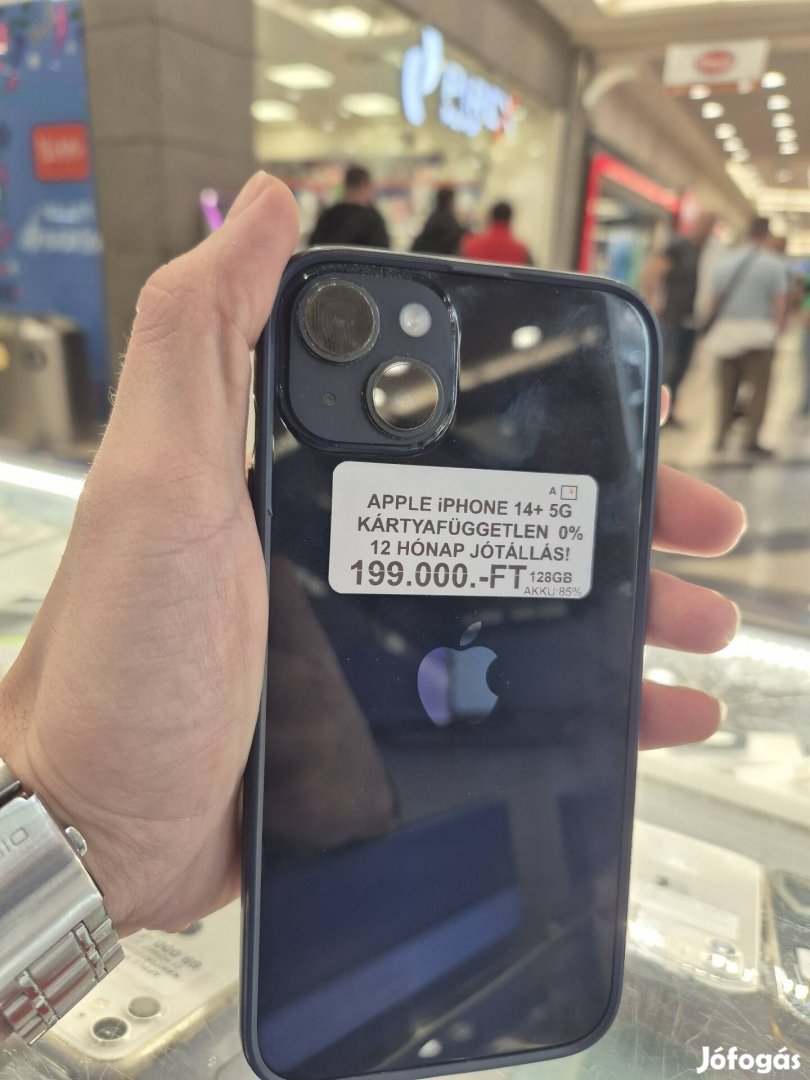 A
APPLE iPHONE 14+ 5G
KÁRTYAFÜGGETLEN 0%
12 HÓNAP JÓTÁLLÁS!
199.000.-FT 128GB
AKKU:85%
Jófogás